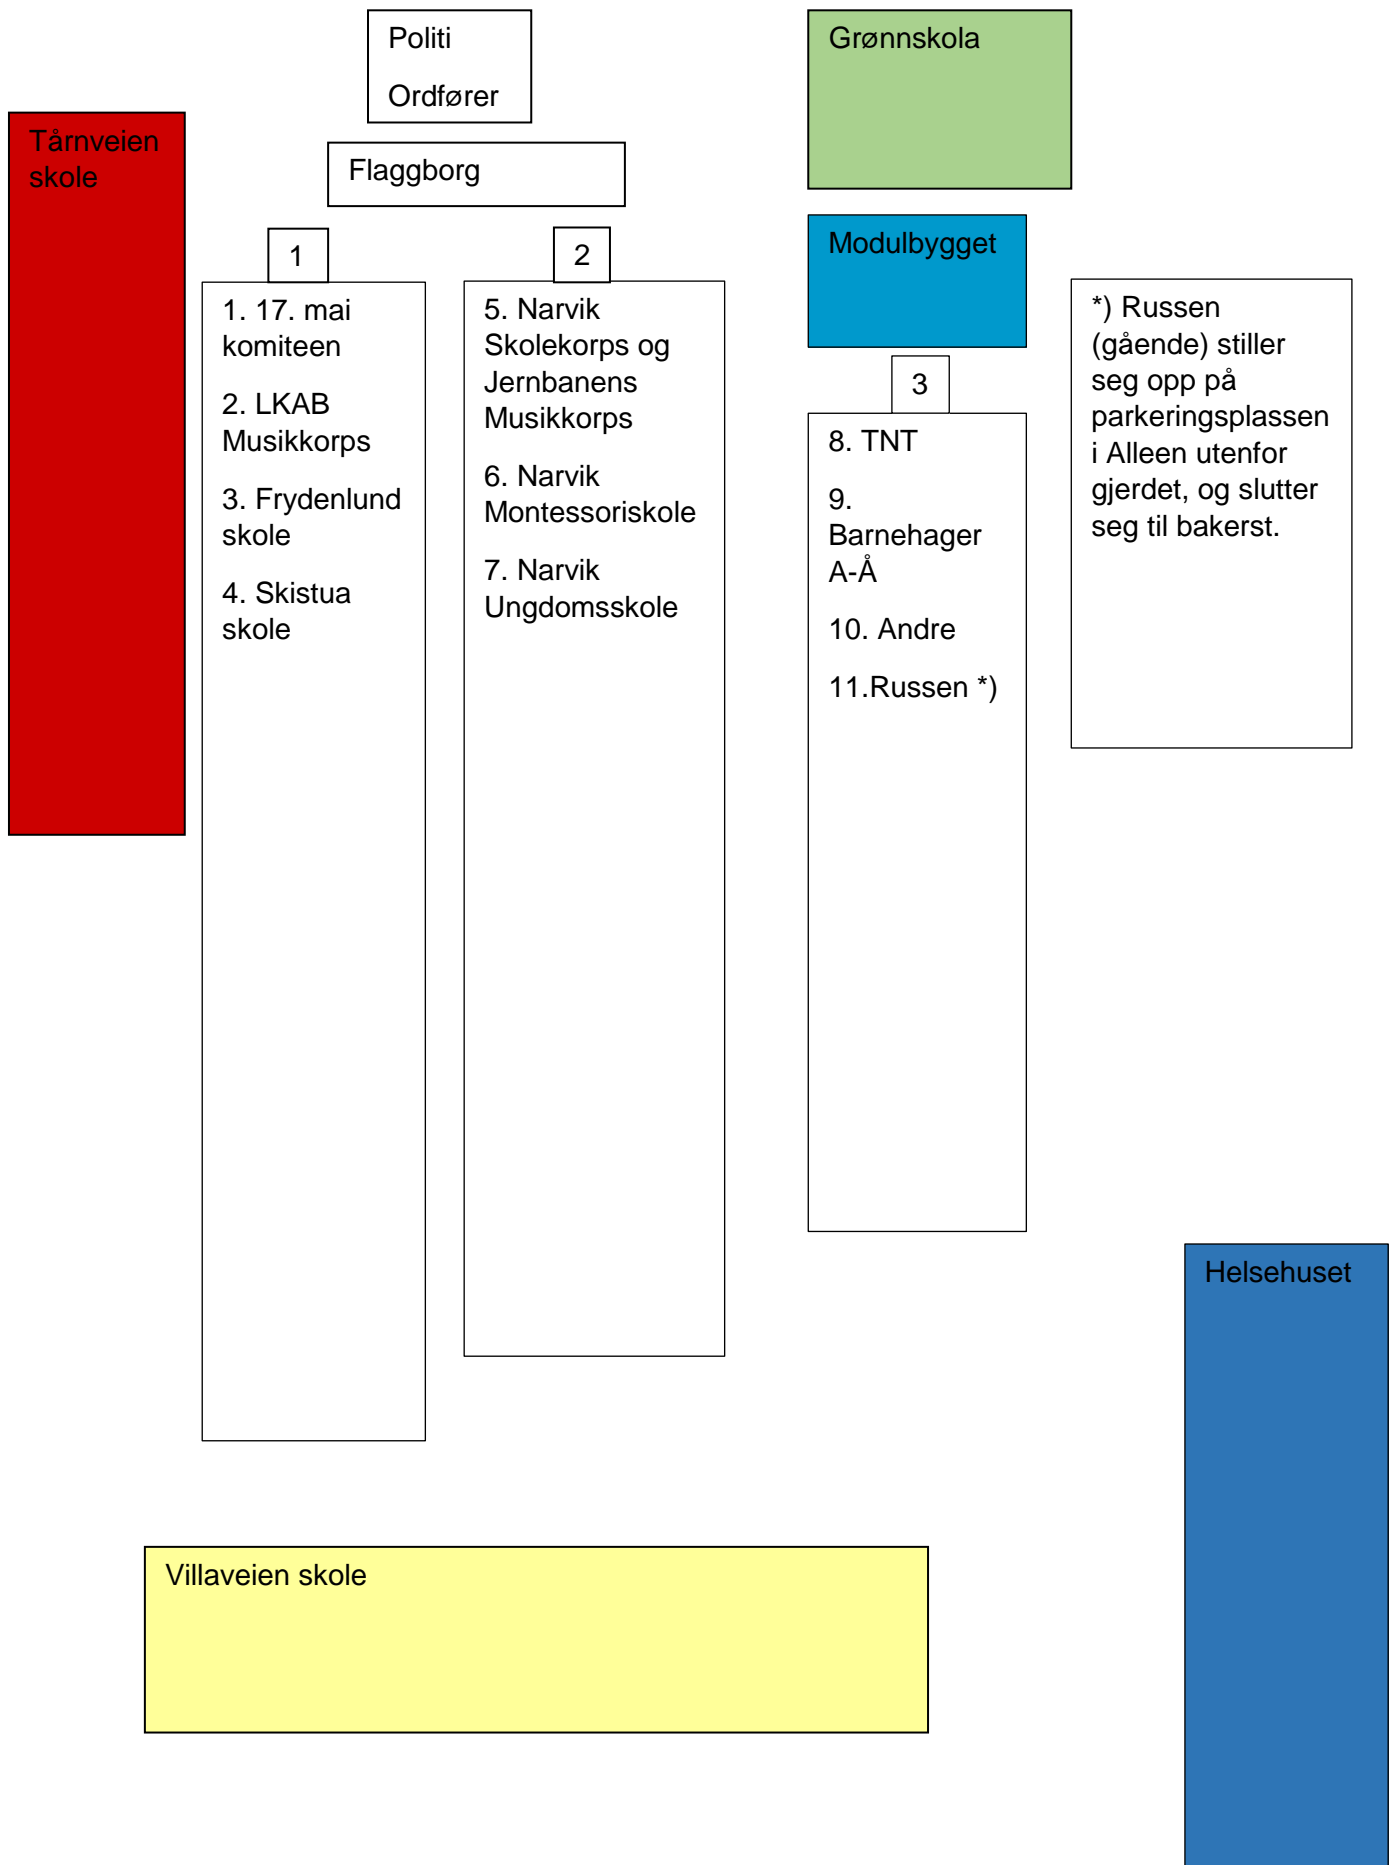 Politi
Ordfører
Grønnskola
Tårnveien
skole
Flaggborg
1
2
Modulbygget
1. 17. mai
komiteen
2. LKAB
Musikkorps
3. Frydenlund
skole
4. Skistua
skole
5. Narvik
Skolekorps og
Jernbanens
Musikkorps
6. Narvik
Montessoriskole
7. Narvik
Ungdomsskole
3
8. TNT
9.
Barnehager
A-Å
10. Andre
11.Russen *)
*) Russen
(gående) stiller
seg opp på
parkeringsplassen
i Alleen utenfor
gjerdet, og slutter
seg til bakerst.
Helsehuset
Villaveien skole